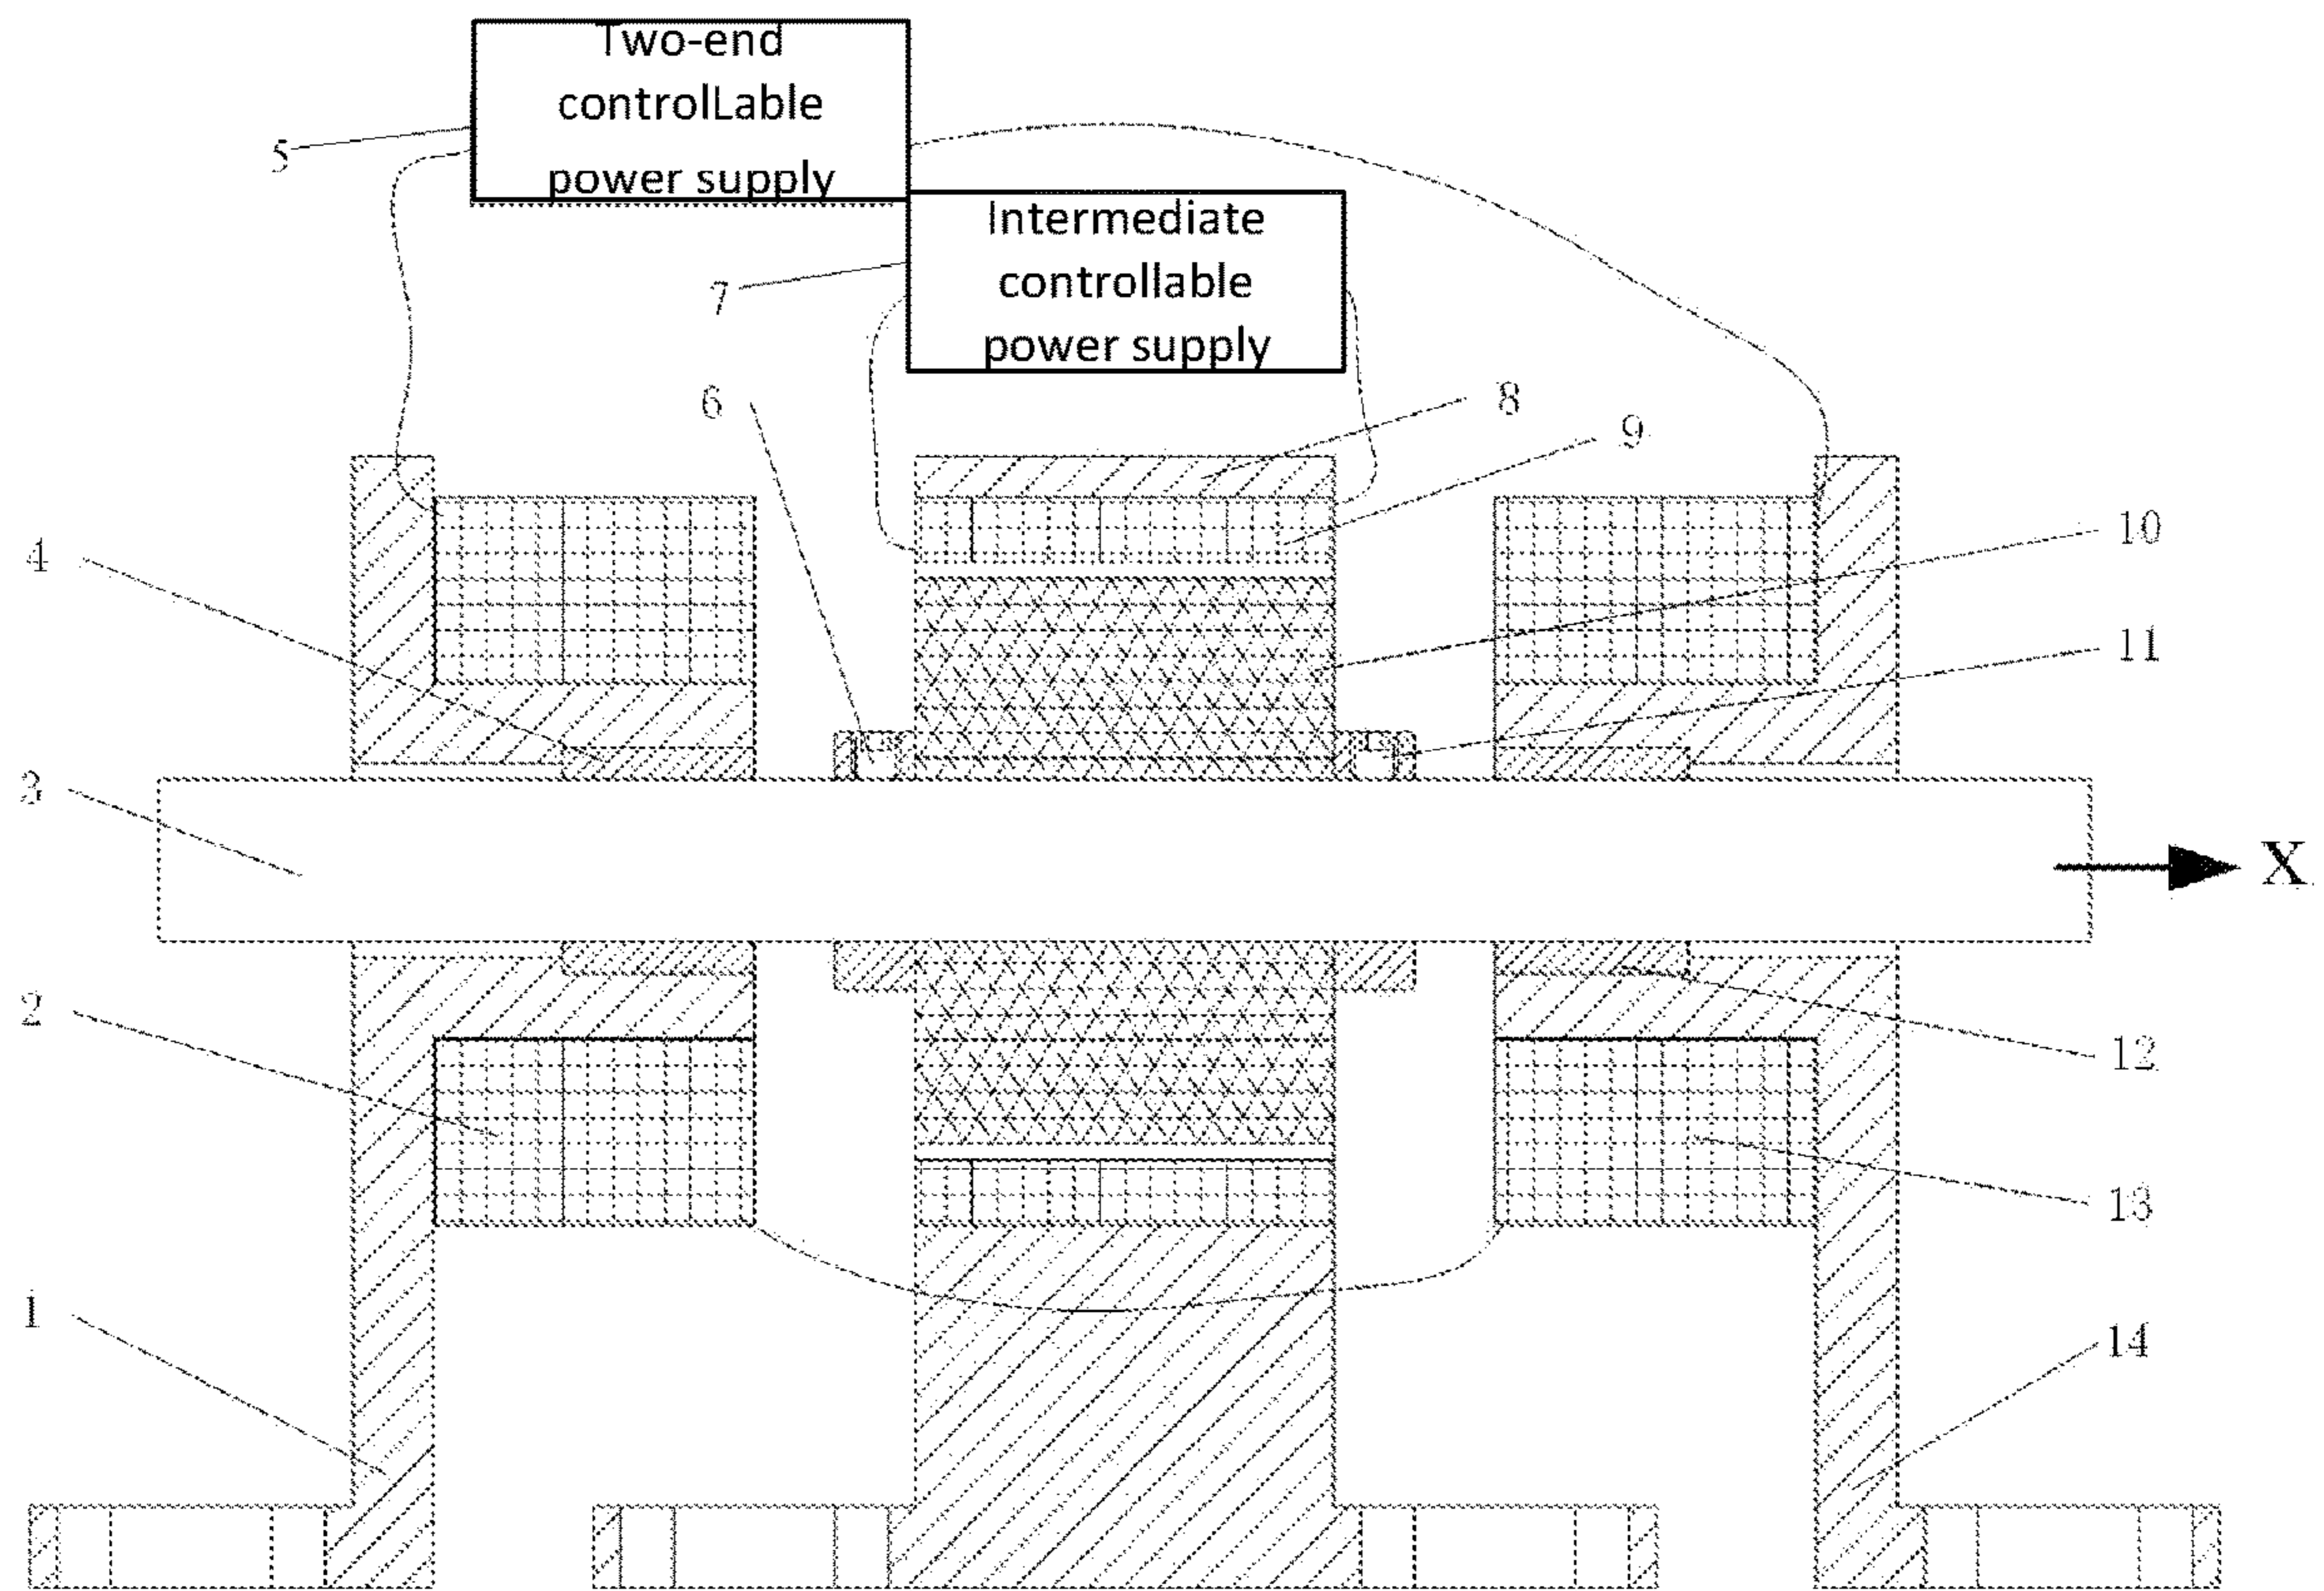 Two-end
controlLable
power supply
5
Intermediate
controllable
power supply
7
6
8
9
10
4
11
3
X
2
12
13
1
14